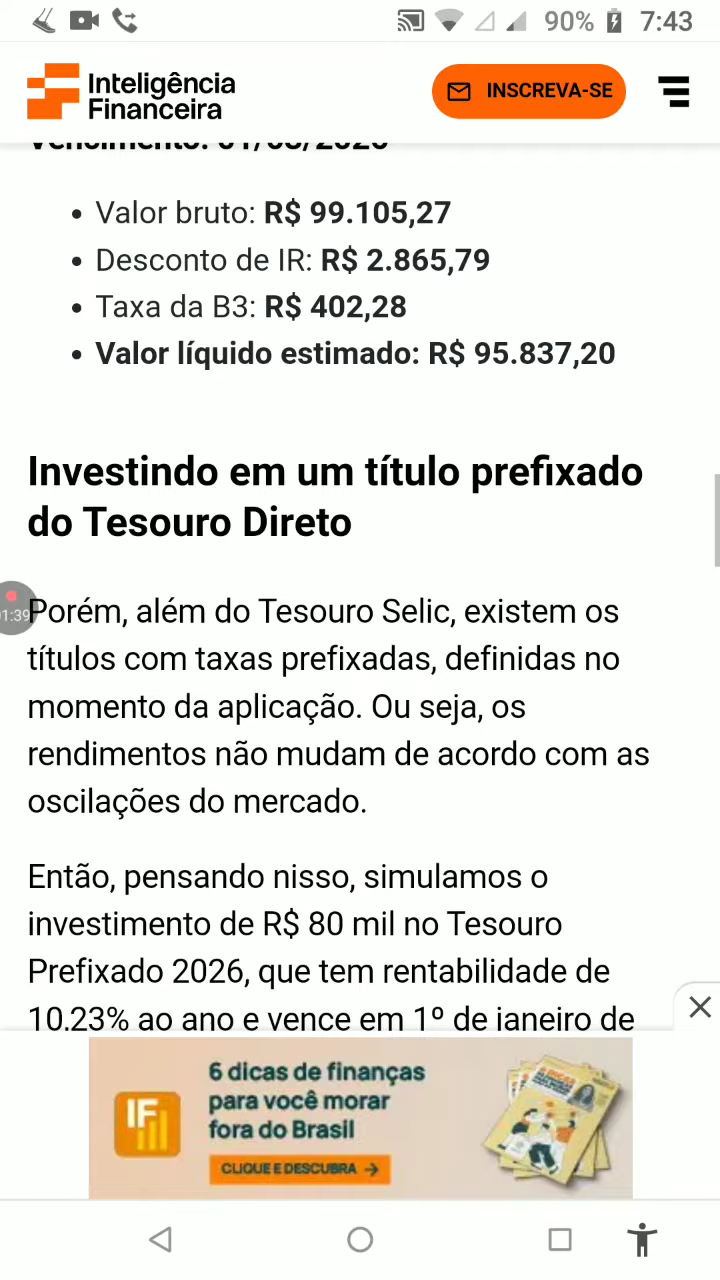 90% 7:43
Inteligência
Financeira
INSCREVA-SE
• Valor bruto: R$ 99.105,27
• Desconto de IR: R$ 2.865,79
• Taxa da B3: R$ 402,28
• Valor líquido estimado: R$ 95.837,20
Investindo em um título prefixado
do Tesouro Direto
1:39
Porém, além do Tesouro Selic, existem os
títulos com taxas prefixadas, definidas no
momento da aplicação. Ou seja, os
rendimentos não mudam de acordo com as
oscilações do mercado.
Então, pensando nisso, simulamos o
investimento de R$ 80 mil no Tesouro
Prefixado 2026, que tem rentabilidade de
10,23% ao ano e vence em 1º de janeiro de
IF
6 dicas de finanças
para você morar
fora do Brasil
CLIQUE E DESCUBRA →
6 DICAS